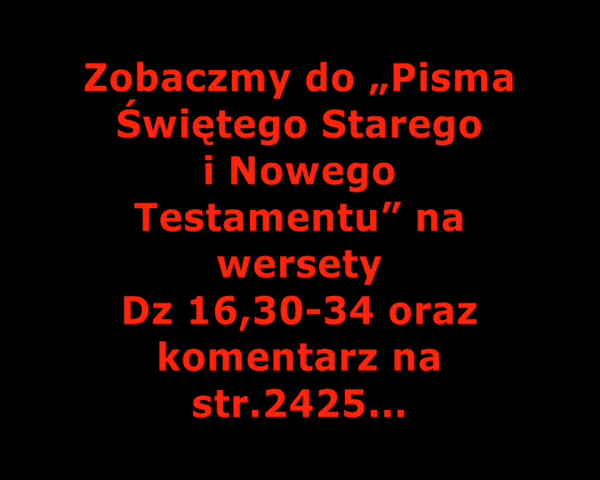 Zobaczmy do „Pisma
Świętego Starego
i Nowego
Testamentu” na
wersety
Dz 16,30-34 oraz
komentarz na
str.2425...